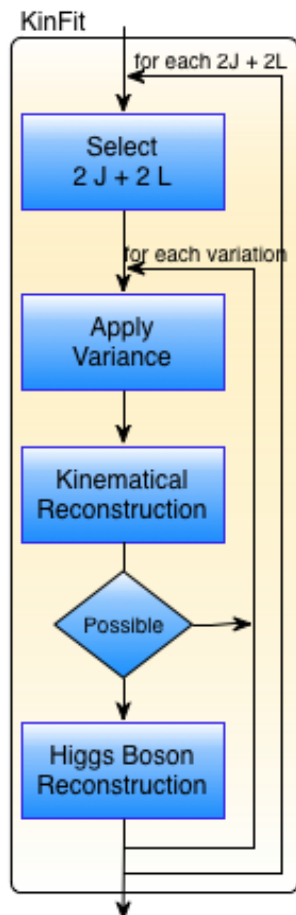 KinFit
for each 2J + 2L
Select
2 J + 2 L
for each variation
Apply
Variance
Kinematical
Reconstruction
Possible
Higgs Boson
Reconstruction